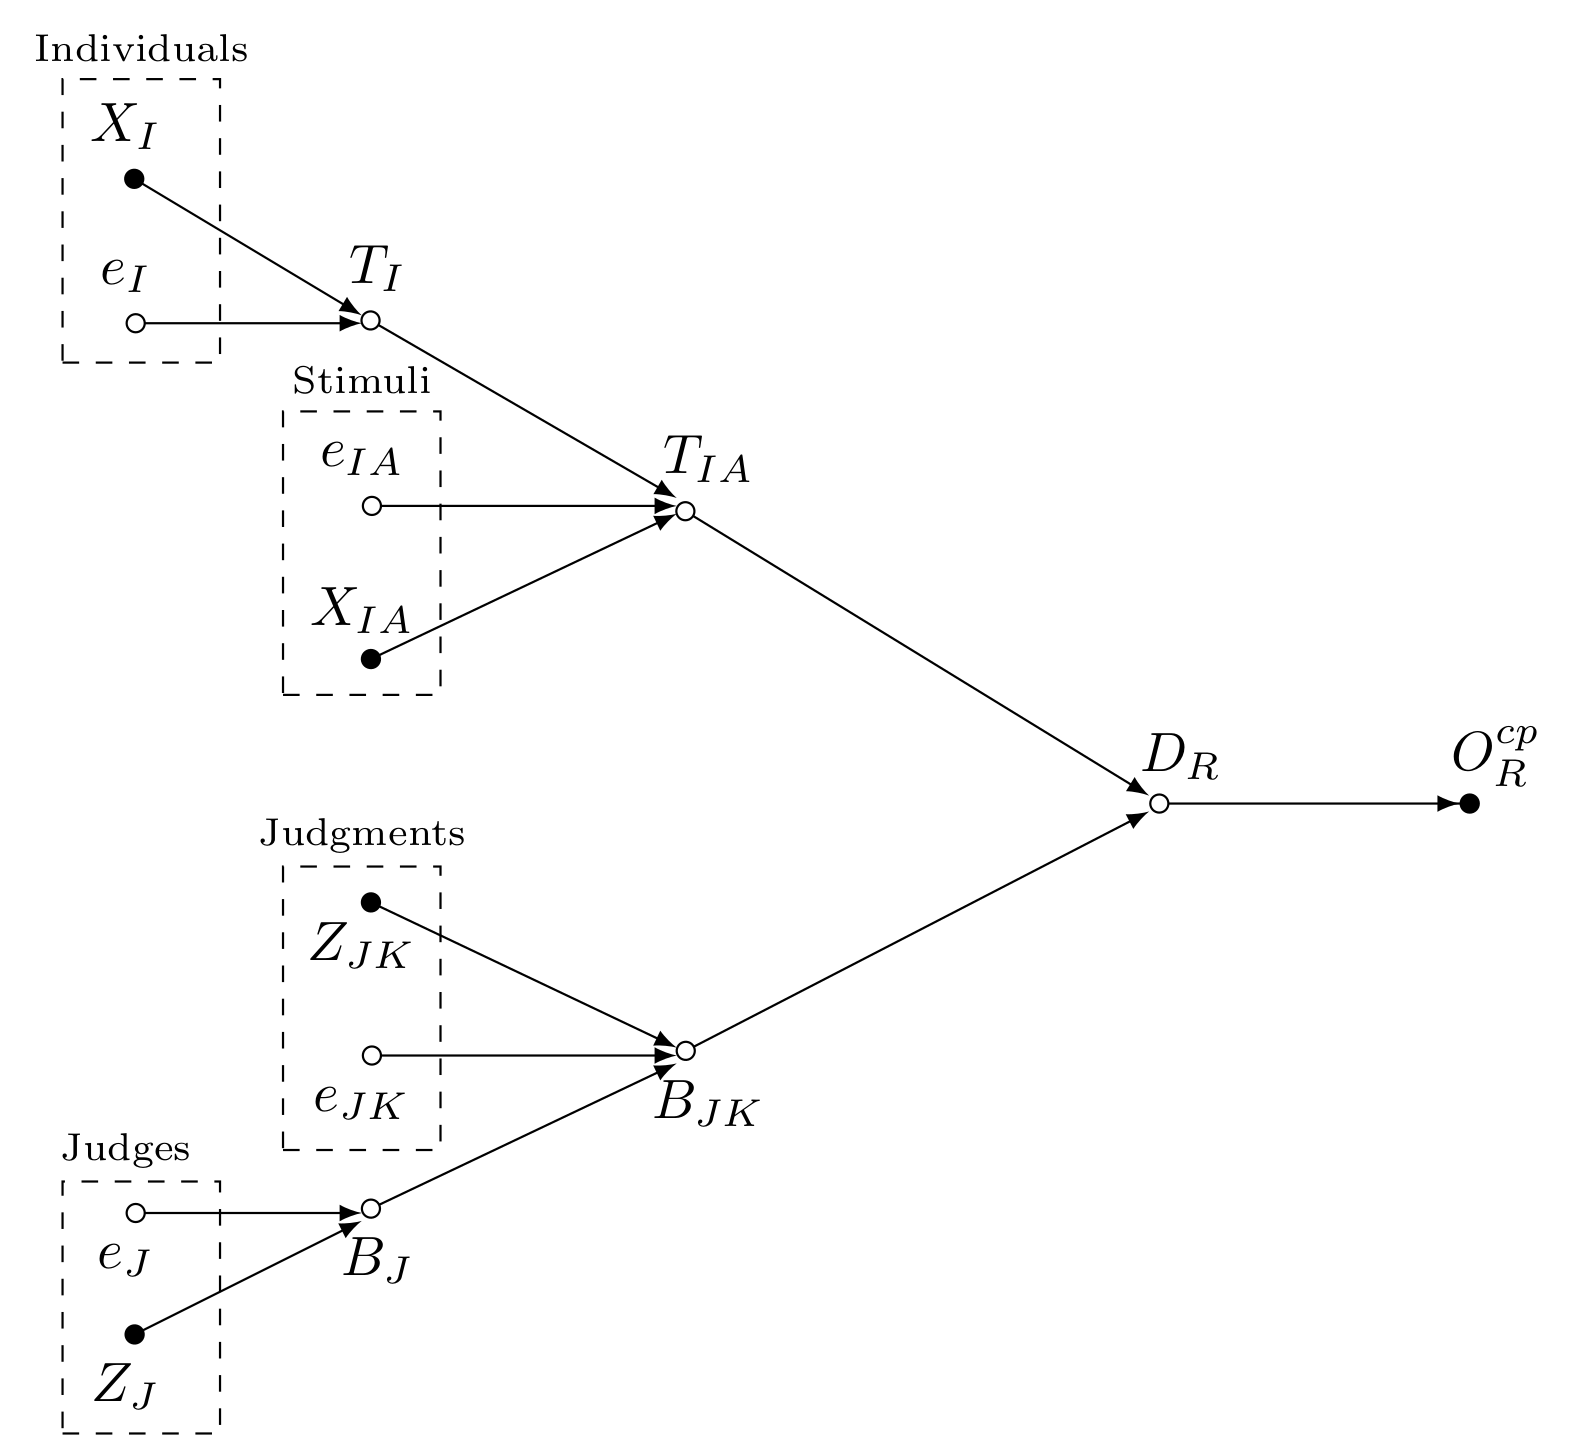 Individuals
X_I
e_I
T_I
Stimuli
e_{IA}
T_{IA}
X_{IA}
D_R
O_R^{cp}
Judgments
Z_{JK}
e_{JK}
B_{JK}
Judges
e_J
B_J
Z_J